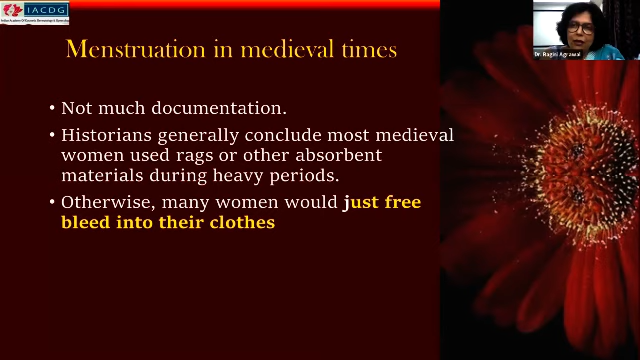 IACDG
Menstruation in medieval times
• Not much documentation.
• Historians generally conclude most medieval
women used rags or other absorbent
materials during heavy periods.
• Otherwise, many women would just free
bleed into their clothes
Dr. Ragini Agrawal